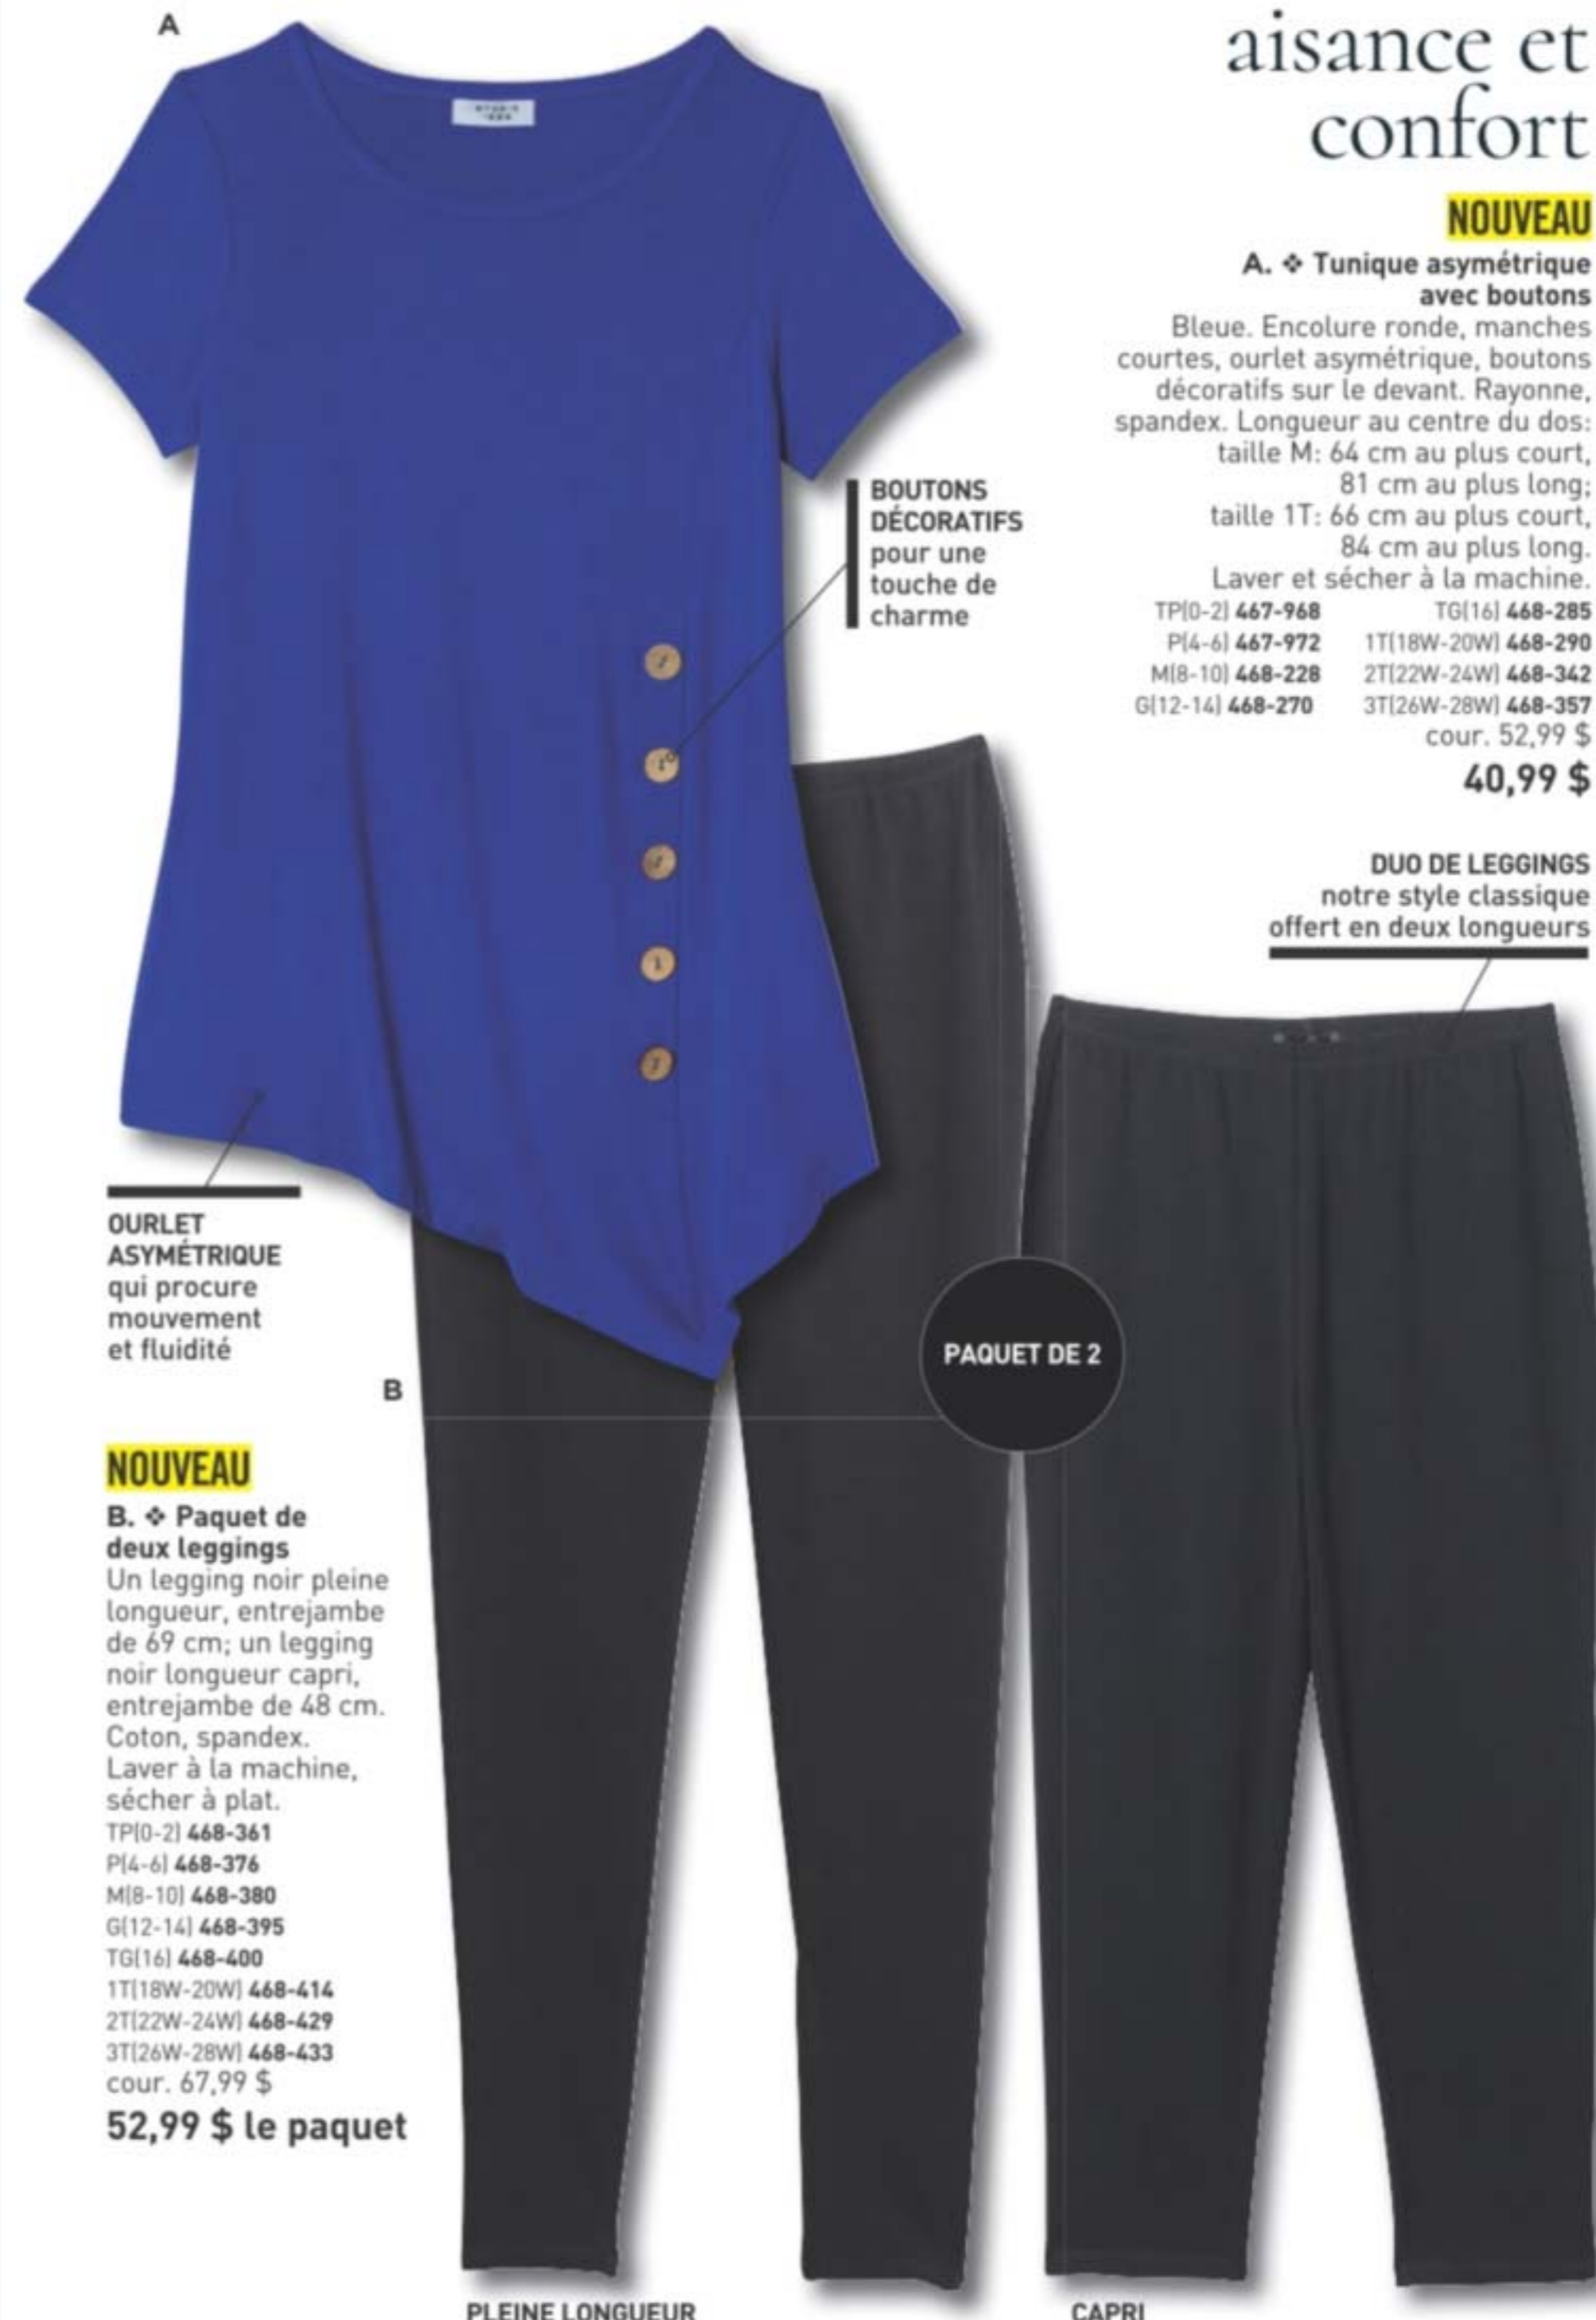 A
aisance et
confort
NOUVEAU
A. ❖ Tunique asymétrique
avec boutons
Bleue. Encolure ronde, manches
courtes, ourlet asymétrique, boutons
décoratifs sur le devant. Rayonne,
spandex. Longueur au centre du dos:
taille M: 64 cm au plus court,
81 cm au plus long;
taille 1T: 66 cm au plus court,
84 cm au plus long.
Laver et sécher à la machine.
TP(0-2) 467-968 TG(16) 468-285
P(4-6) 467-972 1T(18W-20W) 468-290
M(8-10) 468-228 2T(22W-24W) 468-342
G(12-14) 468-270 3T(26W-28W) 468-357
cour. 52,99 $
40,99 $
BOUTONS
DÉCORATIFS
pour une
touche de
charme
DUO DE LEGGINGS
notre style classique
offert en deux longueurs
OURLET
ASYMÉTRIQUE
qui procure
mouvement
et fluidité
PAQUET DE 2
B
NOUVEAU
B. ❖ Paquet de
deux leggings
Un legging noir pleine
longueur, entrejambe
de 69 cm; un legging
noir longueur capri,
entrejambe de 48 cm.
Coton, spandex.
Laver à la machine,
sécher à plat.
TP(0-2) 468-361
P(4-6) 468-376
M(8-10) 468-380
G(12-14) 468-395
TG(16) 468-400
1T(18W-20W) 468-414
2T(22W-24W) 468-429
3T(26W-28W) 468-433
cour. 67,99 $
52,99 $ le paquet
PLEINE LONGUEUR
CAPRI